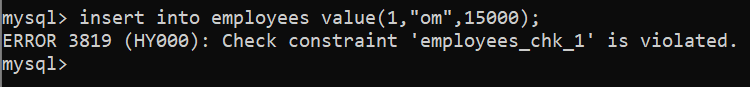 mysql> insert into employees value(1,"om",15000);
ERROR 3819 (HY000): Check constraint 'employees_chk_1' is violated.
mysql>